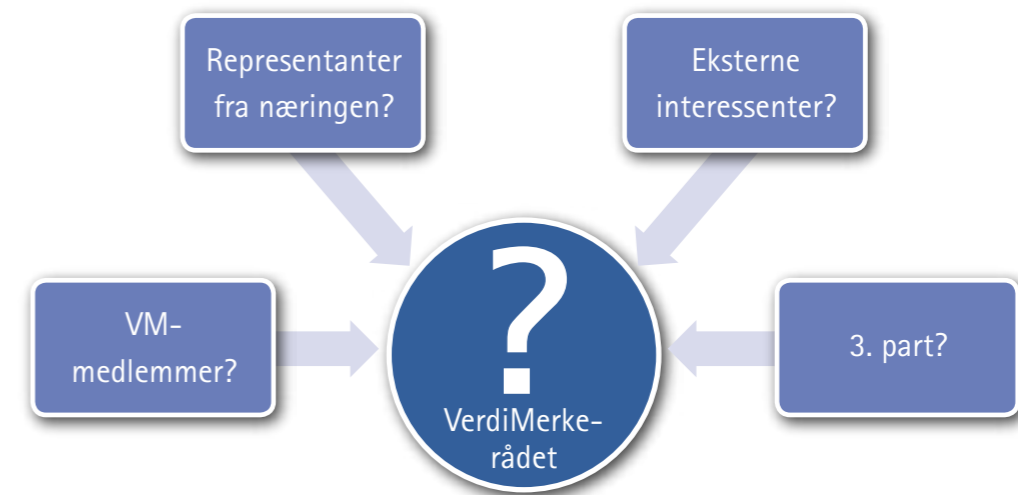 Representanter
fra næringen?
Eksterne
interessenter?
VM-
medlemmer?
?
VerdiMerke-
rådet
3. part?